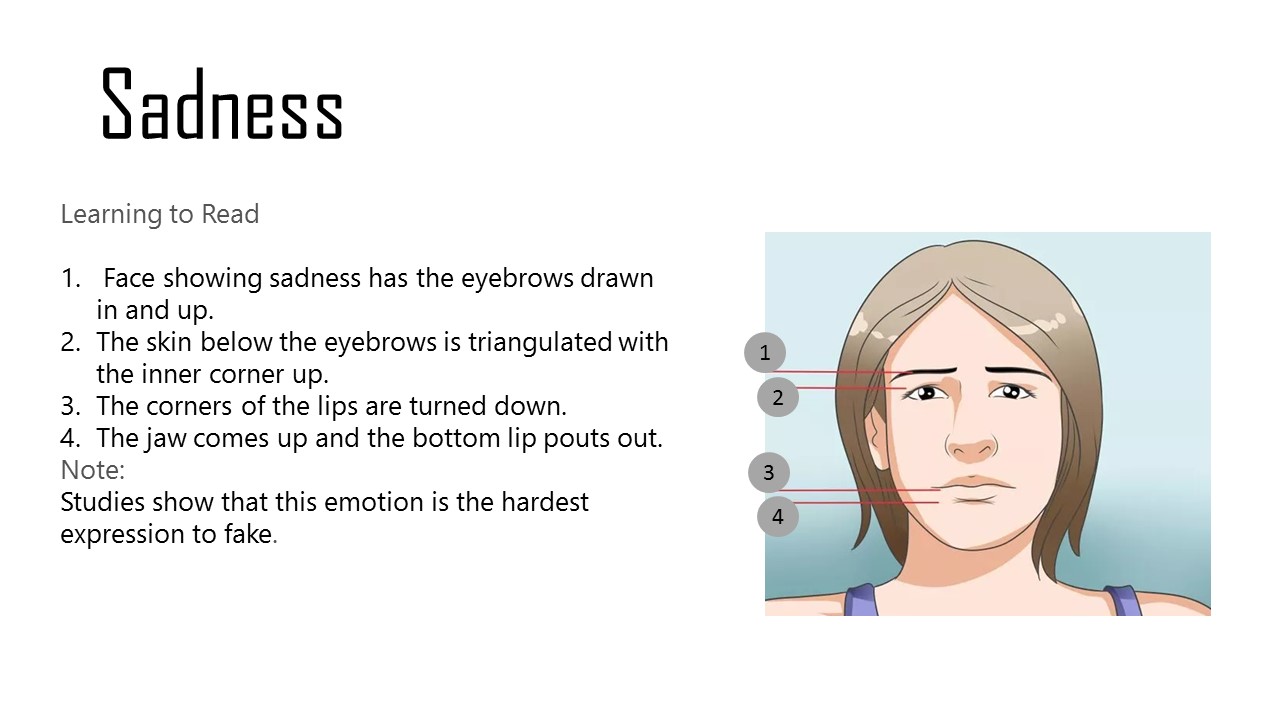 Sadness
Learning to Read
1. Face showing sadness has the eyebrows drawn
in and up.
2. The skin below the eyebrows is triangulated with
the inner corner up.
3. The corners of the lips are turned down.
4. The jaw comes up and the bottom lip pouts out.
Note:
Studies show that this emotion is the hardest
expression to fake.
1
2
3
4